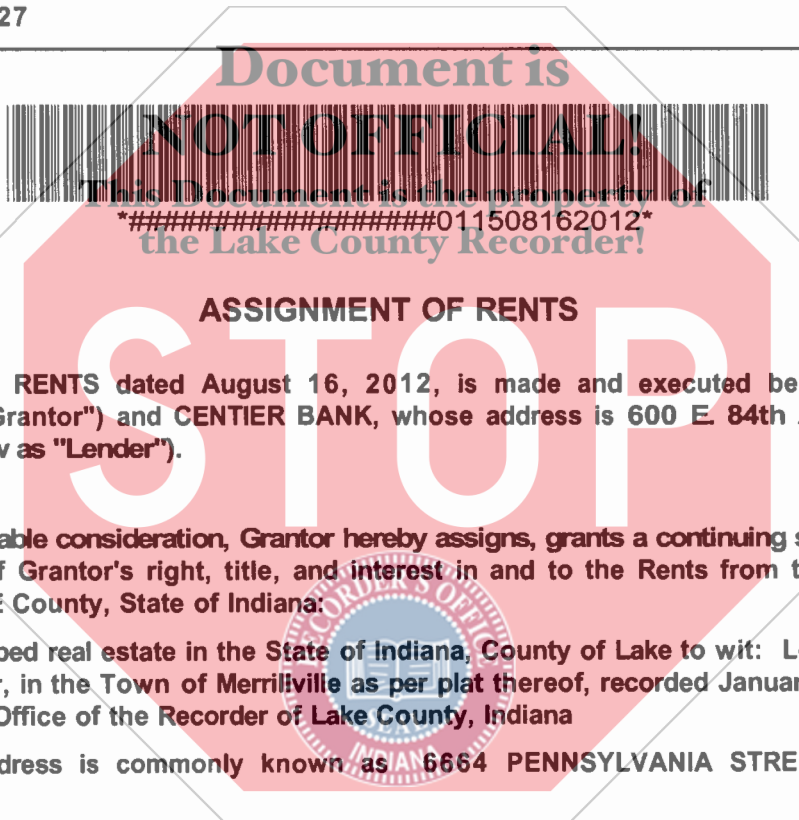 27
Document is
NOT OFFICIAL!
This Document is the property of
*##################011508162012*
the Lake County Recorder!
ASSIGNMENT OF RENTS
STOP
RENTS dated August 16, 2012, is made and executed be
Grantor") and CENTIER BANK, whose address is 600 E. 84th
as "Lender").
able consideration, Grantor hereby assigns, grants a continuing s
f Grantor's right, title, and interest in and to the Rents from t
E County, State of Indiana:
bed real estate in the State of Indiana, County of Lake to wit: L
r, in the Town of Merrillville as per plat thereof, recorded Januar
Office of the Recorder of Lake County, Indiana
dress is commonly known as 6664 PENNSYLVANIA STRE
RECORDER'S OFFICE
SEAL
INDIANA